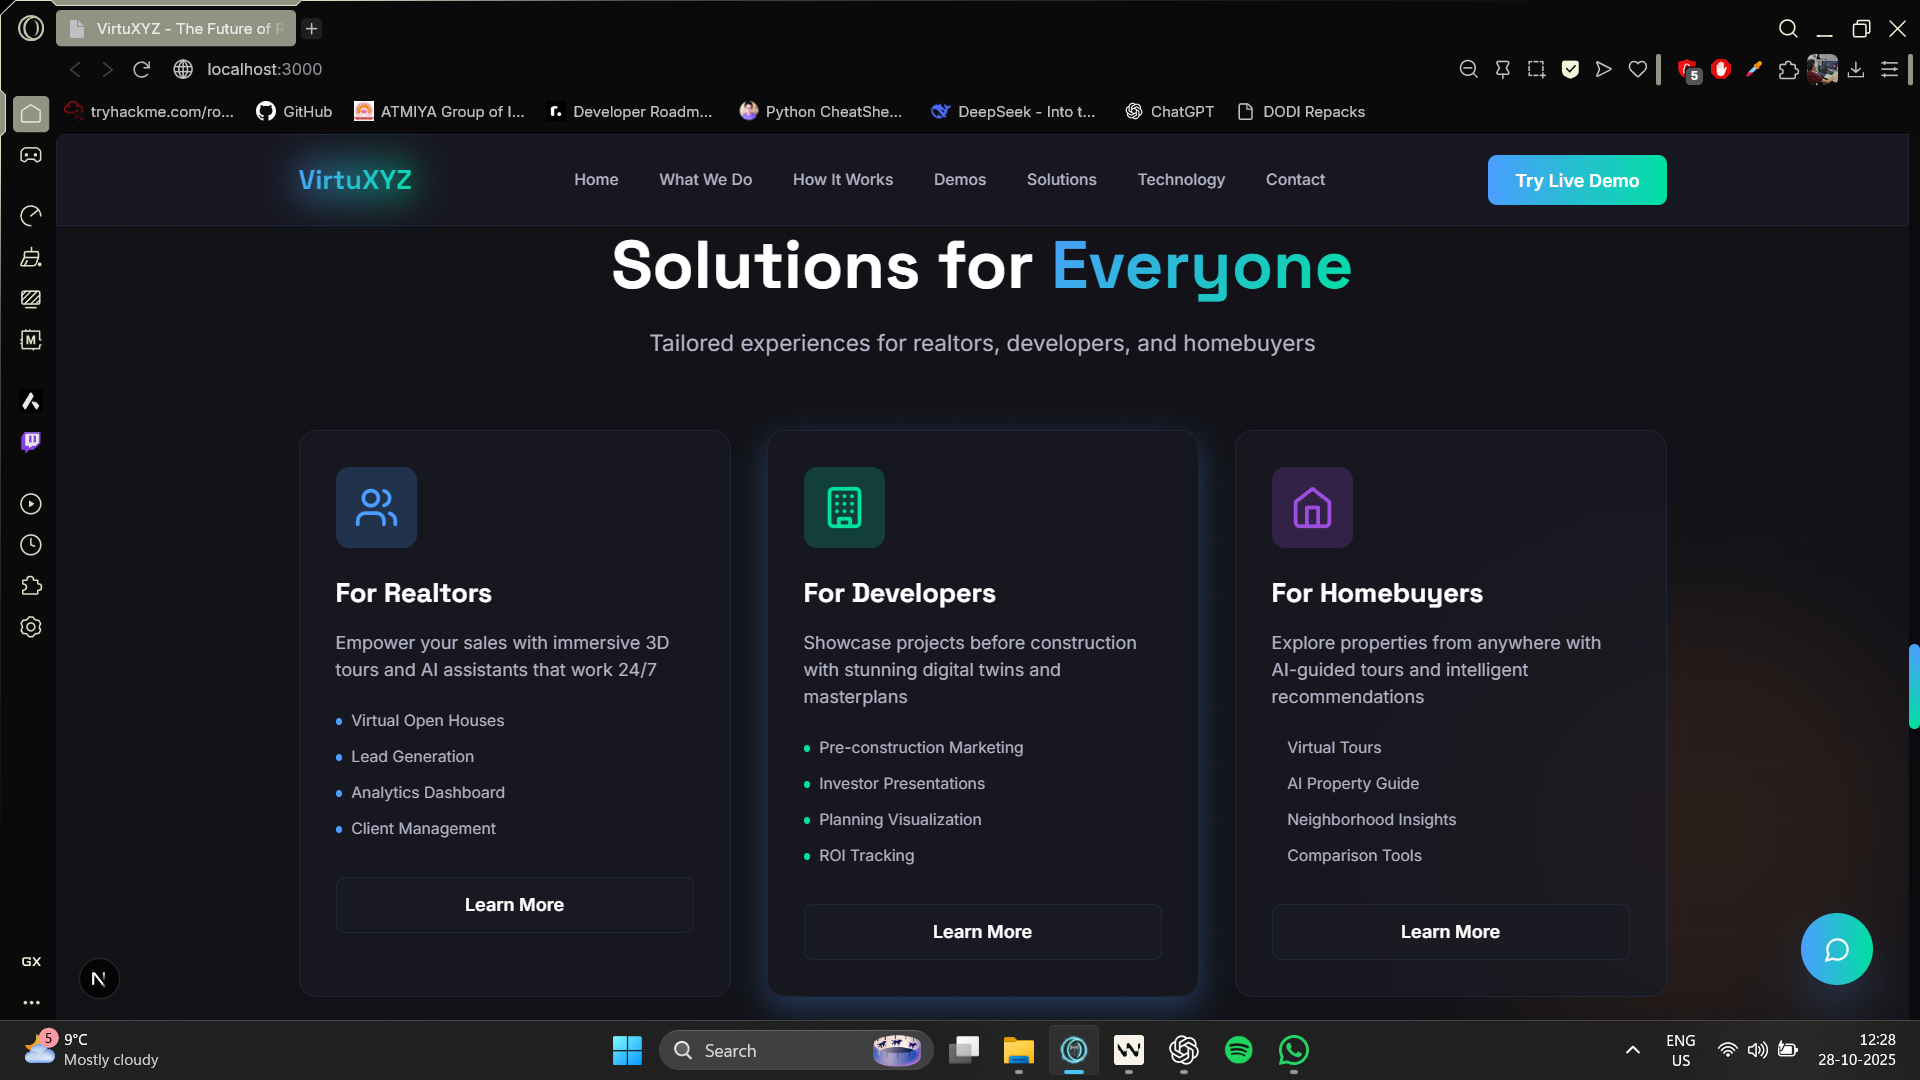 VirtuXYZ - The Future of R
localhost:3000
5
tryhackme.com/ro...
GitHub
ATMIYA Group of I...
Developer Roadm...
Python CheatShe...
DeepSeek - Into t...
ChatGPT
DODI Repacks
VirtuXYZ
Home
What We Do
How It Works
Demos
Solutions
Technology
Contact
Try Live Demo
Solutions for Everyone
Tailored experiences for realtors, developers, and homebuyers
For Realtors
Empower your sales with immersive 3D
tours and AI assistants that work 24/7
Virtual Open Houses
Lead Generation
Analytics Dashboard
Client Management
Learn More
For Developers
Showcase projects before construction
with stunning digital twins and
masterplans
Pre-construction Marketing
Investor Presentations
Planning Visualization
ROI Tracking
Learn More
For Homebuyers
Explore properties from anywhere with
AI-guided tours and intelligent
recommendations
Virtual Tours
AI Property Guide
Neighborhood Insights
Comparison Tools
Learn More
M
GX
N
5
9°C
Mostly cloudy
Search
ENG
US
12:28
28-10-2025